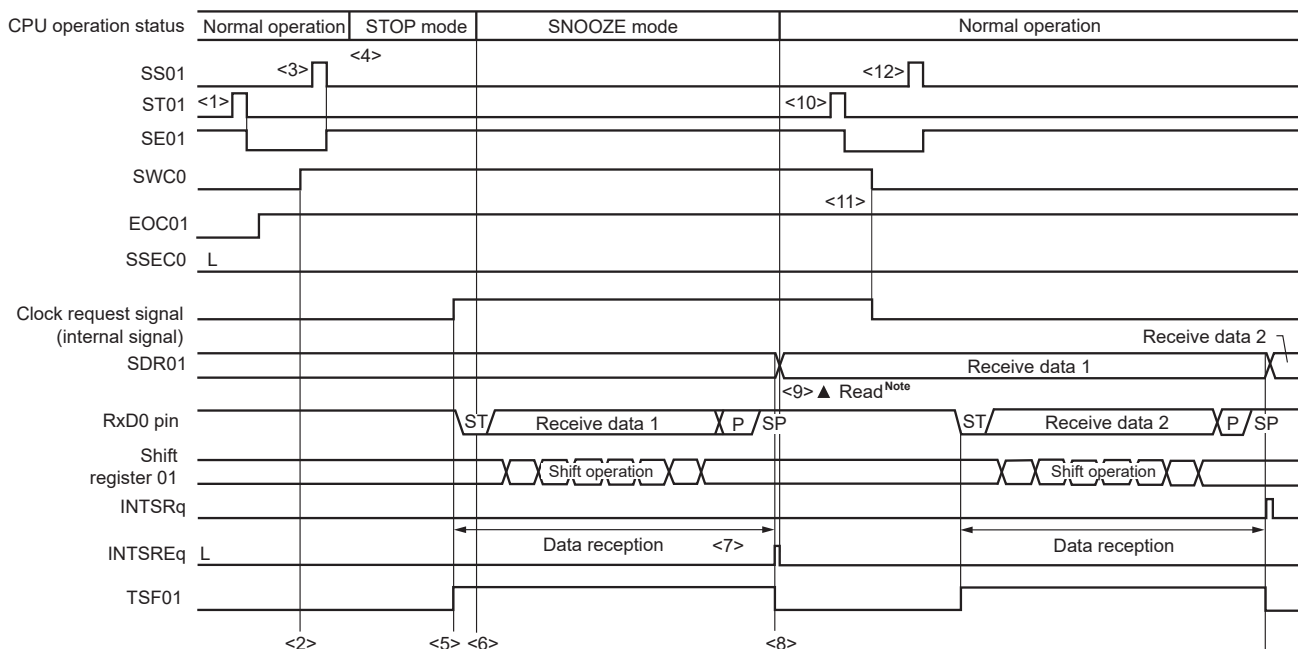 CPU operation status Normal operation STOP mode SNOOZE mode Normal operation
<4>
SS01 <3> <12>
ST01 <1> <10>
SE01
SWC0
<11>
EOC01
SSEC0 L
Clock request signal
(internal signal)
Receive data 2
SDR01 Receive data 1
<9> ▲ Read Note
RxD0 pin ST Receive data 1 P SP ST Receive data 2 P SP
Shift
register 01 Shift operation Shift operation
INTSRq
Data reception <7> Data reception
INTSREq L
TSF01
<2> <5> <6> <8>